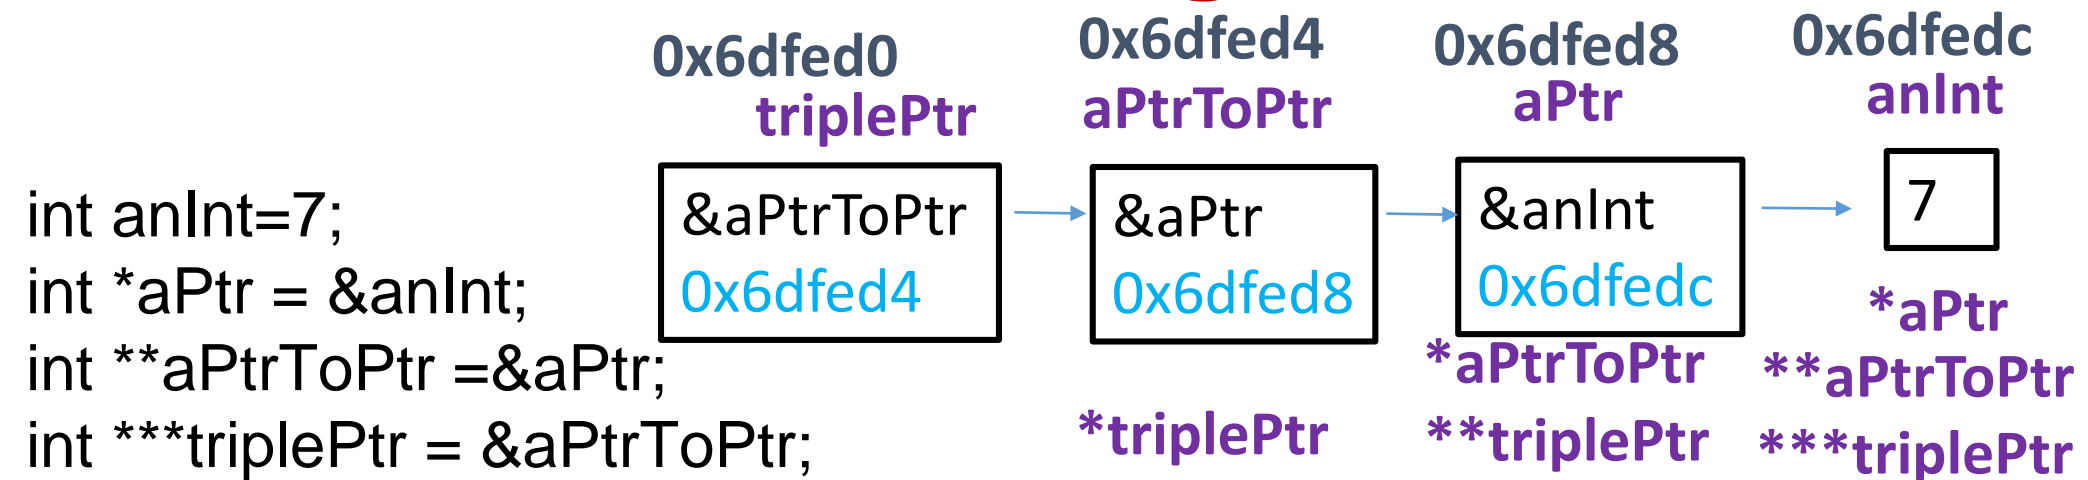 0x6dfed0 0x6dfed4 0x6dfed8 0x6dfedc
triplePtr aPtrToPtr aPtr anInt
int anInt=7; &aPtrToPtr &aPtr &anInt 7
int *aPtr = &anInt; 0x6dfed4 0x6dfed8 0x6dfedc *aPtr
int **aPtrToPtr =&aPtr; *aPtrToPtr **aPtrToPtr
int ***triplePtr = &aPtrToPtr; *triplePtr **triplePtr ***triplePtr